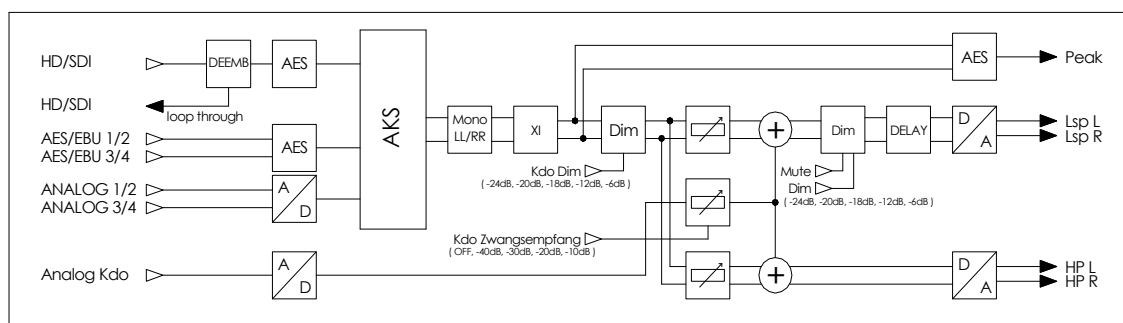 HD/SDI
DEEMB
AES
HD/SDI
loop through
AES/EBU 1/2
AES/EBU 3/4
AES
ANALOG 1/2
ANALOG 3/4
A
D
Analog Kdo
A
D
AKS
Mono
LL/RR
XI
Dim
Kdo Dim
( -24dB, -20dB, -18dB, -12dB, -6dB )
Kdo Zwangsempfang
( OFF, -40dB, -30dB, -20dB, -10dB )
Dim
Mute
Dim
( -24dB, -20dB, -18dB, -12dB, -6dB )
DELAY
AES
Peak
D
A
Lsp L
Lsp R
D
A
HP L
HP R